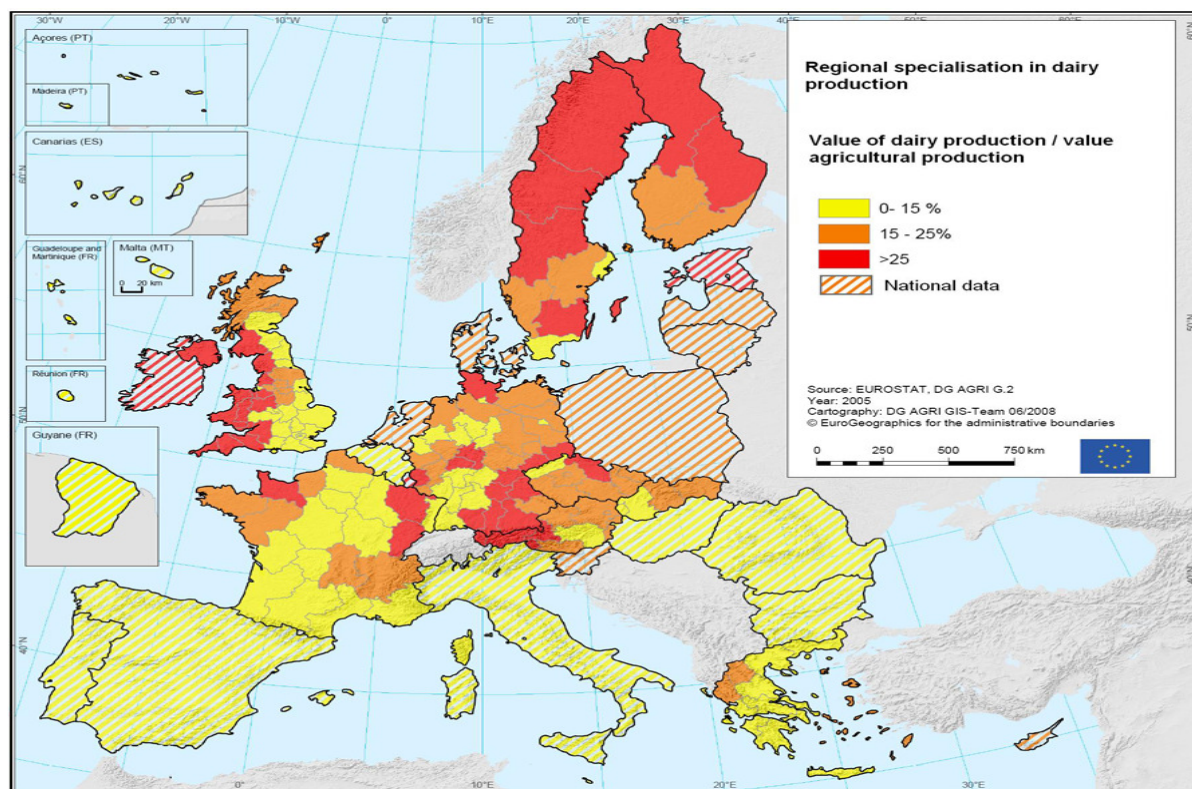 30°W
20°W
10°W
0°
10°E
20°E
30°E
40°E
50°E
60°E
Açores (PT)
Madeira (PT)
Canarias (ES)
Guadeloupe and
Martinique (FR)
Malta (MT)
0 20 km
Réunion (FR)
Guyane (FR)
60°N
50°N
40°N
Regional specialisation in dairy
production
Value of dairy production / value
agricultural production
0- 15 %
15 - 25%
>25
National data
Source: EUROSTAT, DG AGRI G.2
Year: 2005
Cartography: DG AGRI GIS-Team 06/2008
© EuroGeographics for the administrative boundaries
0 250 500 750 km
0°
10°E
20°E
30°E